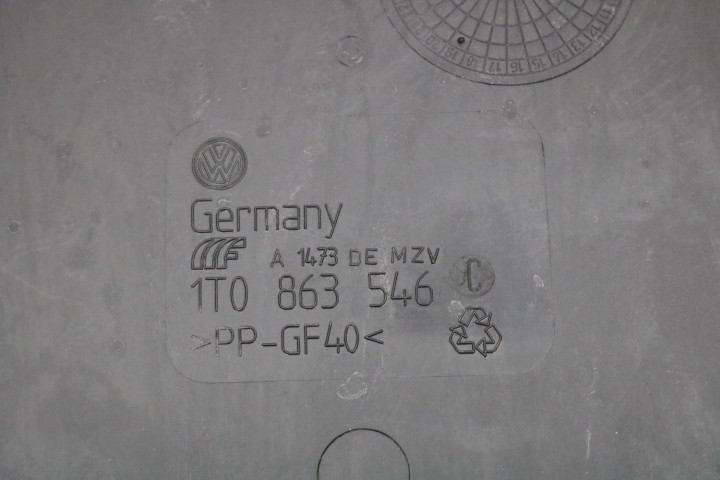 Germany
A 1473 DE MZV
1T0 863 546 C
>PP-GF40<